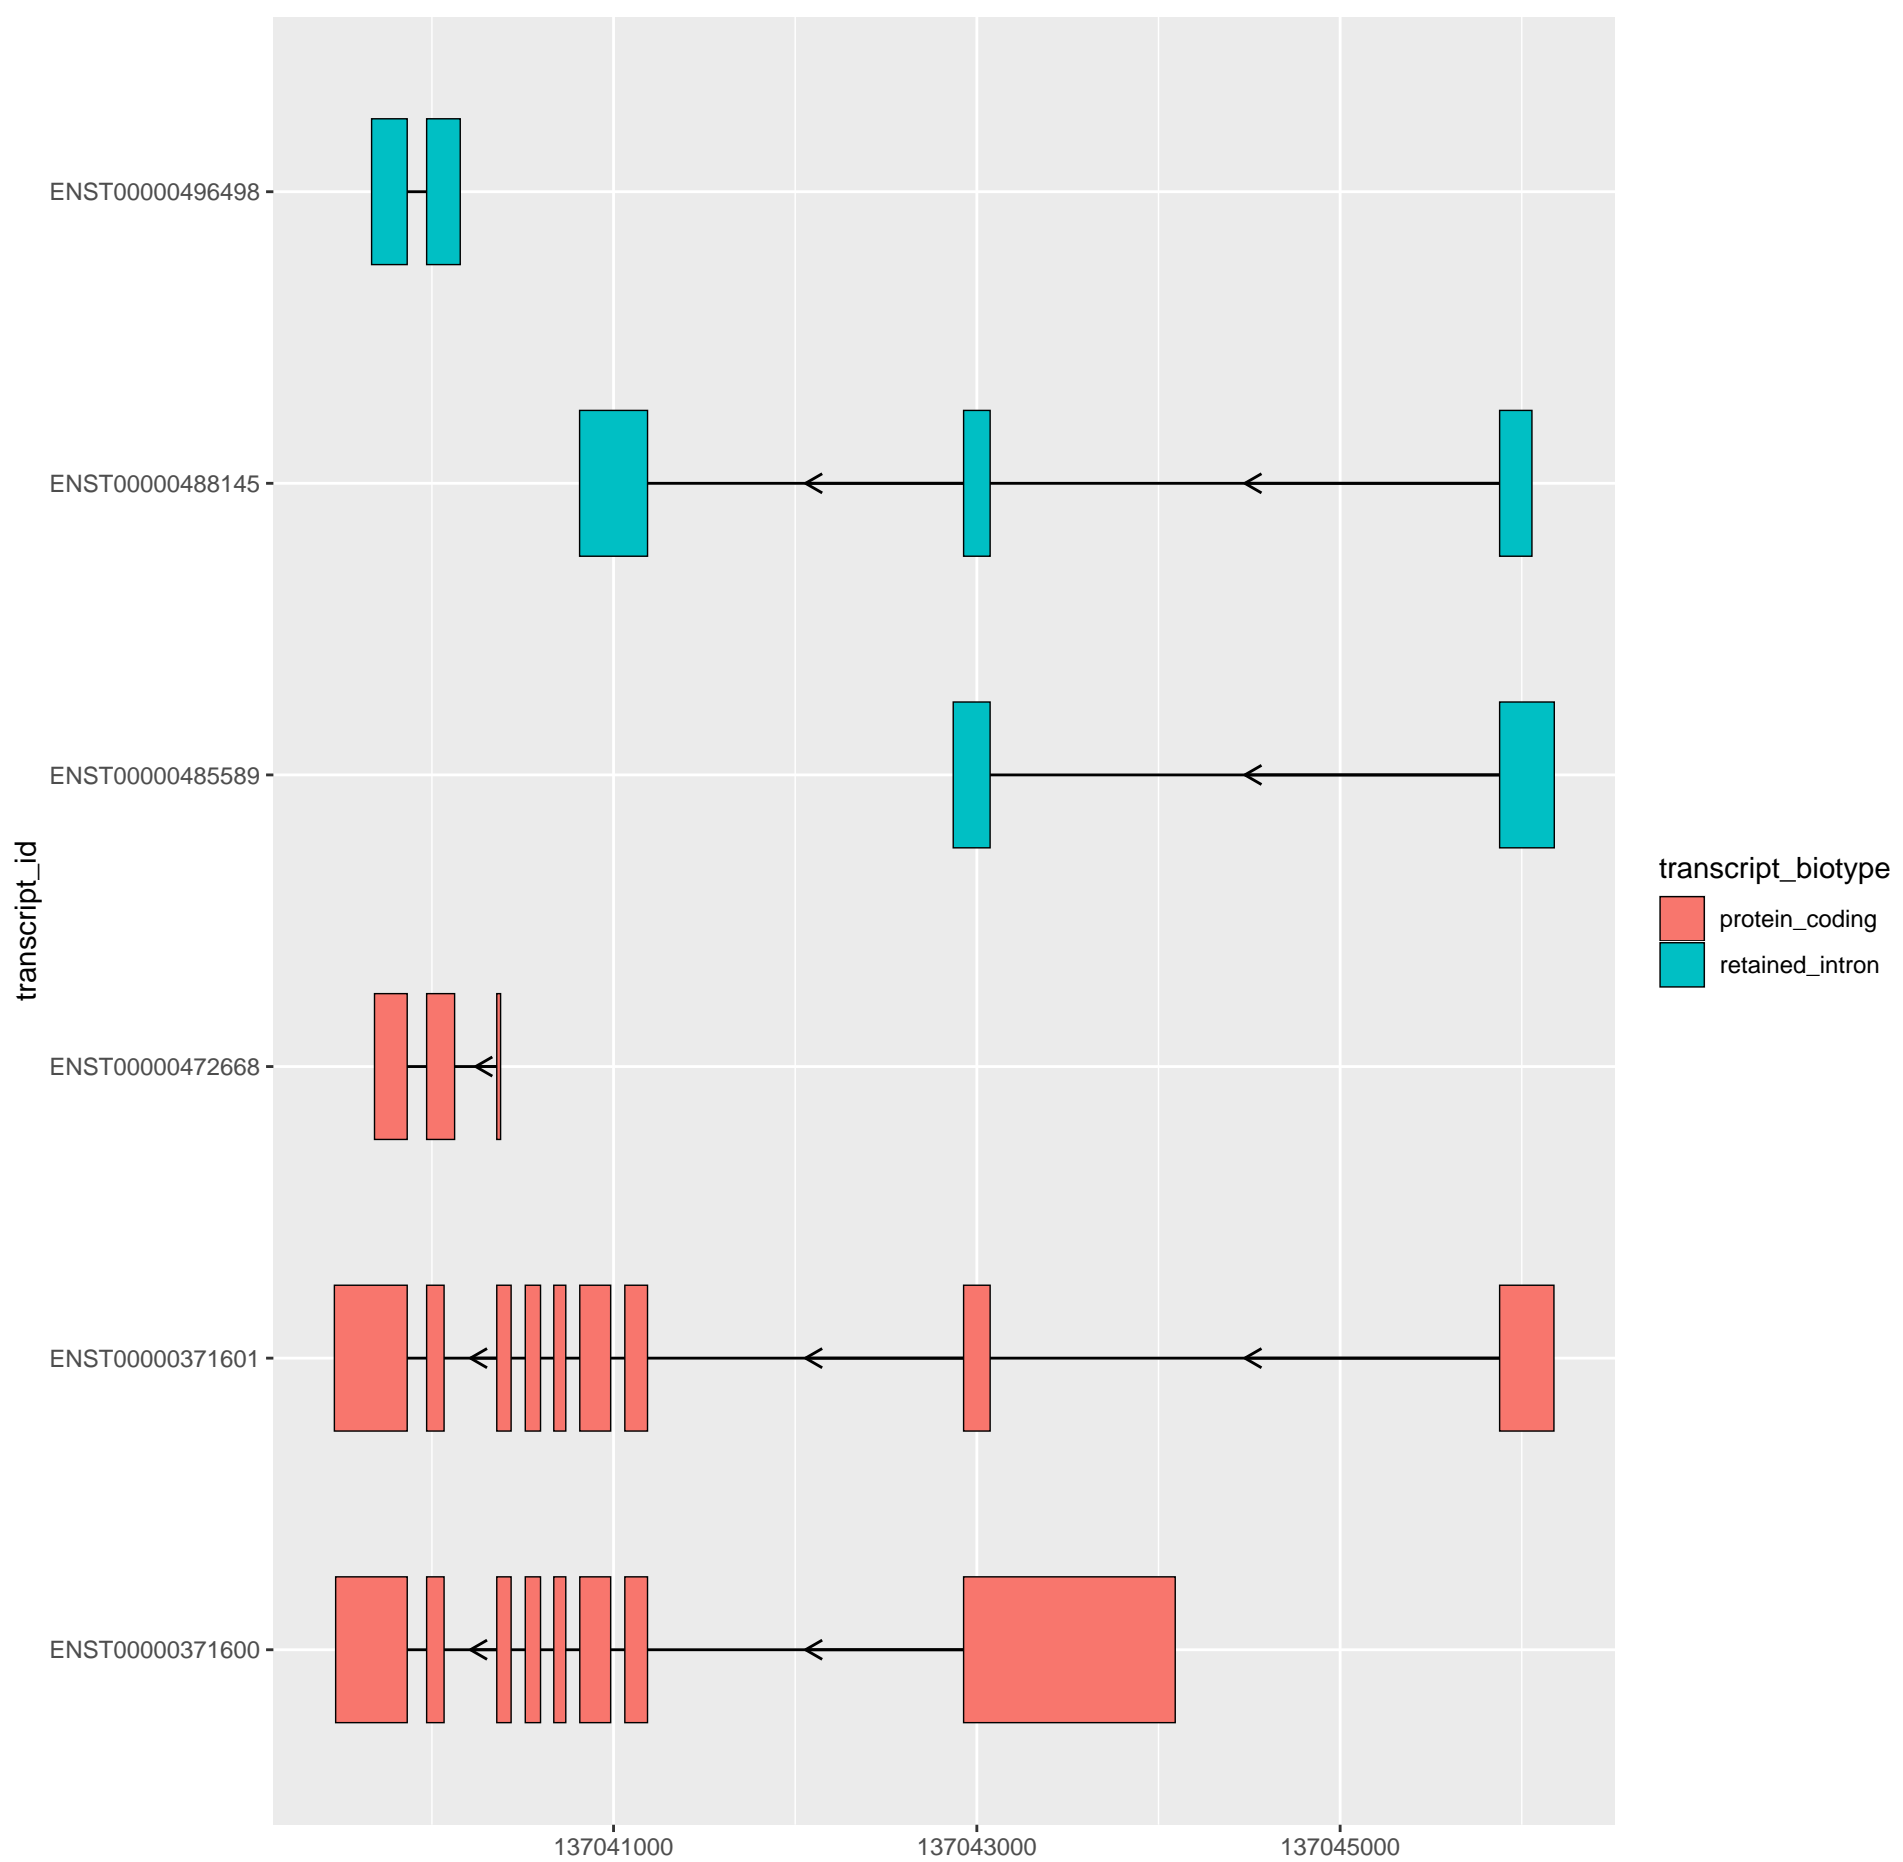 transcript_id
ENST00000496498
ENST00000488145
ENST00000485589
ENST00000472668
ENST00000371601
ENST00000371600
137041000
137043000
137045000
transcript_biotype
protein_coding
retained_intron